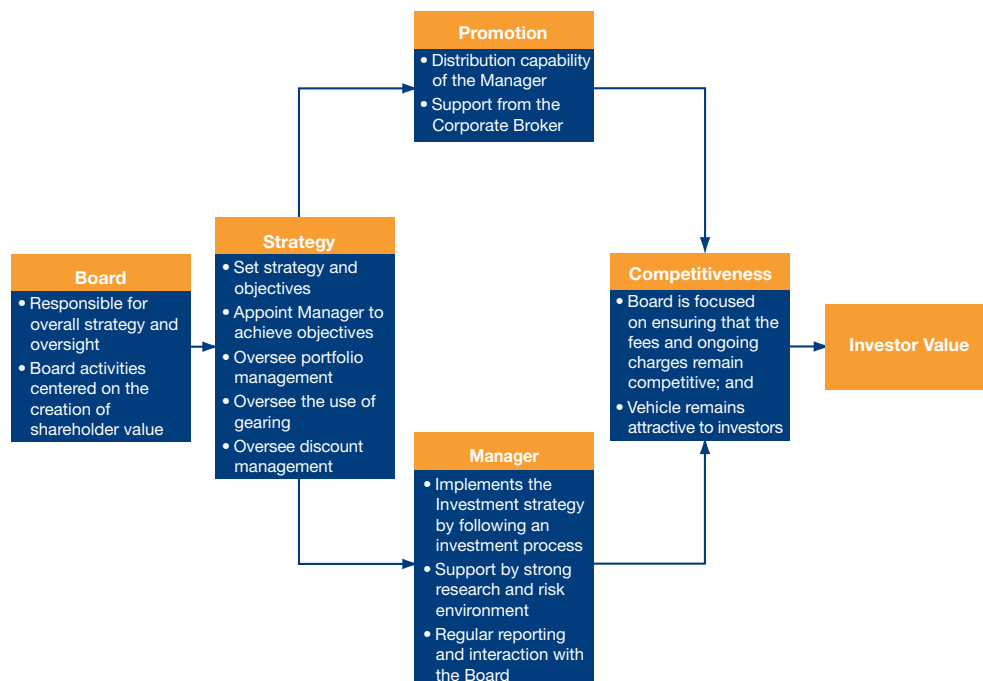 Board
• Responsible for
overall strategy and
oversight
• Board activities
centered on the
creation of
shareholder value
Strategy
• Set strategy and
objectives
• Appoint Manager to
achieve objectives
• Oversee portfolio
management
• Oversee the use of
gearing
• Oversee discount
management
Promotion
• Distribution capability
of the Manager
• Support from the
Corporate Broker
Manager
• Implements the
Investment strategy
by following an
investment process
• Support by strong
research and risk
environment
• Regular reporting
and interaction with
the Board
Competitiveness
• Board is focused
on ensuring that the
fees and ongoing
charges remain
competitive; and
• Vehicle remains
attractive to investors
Investor Value